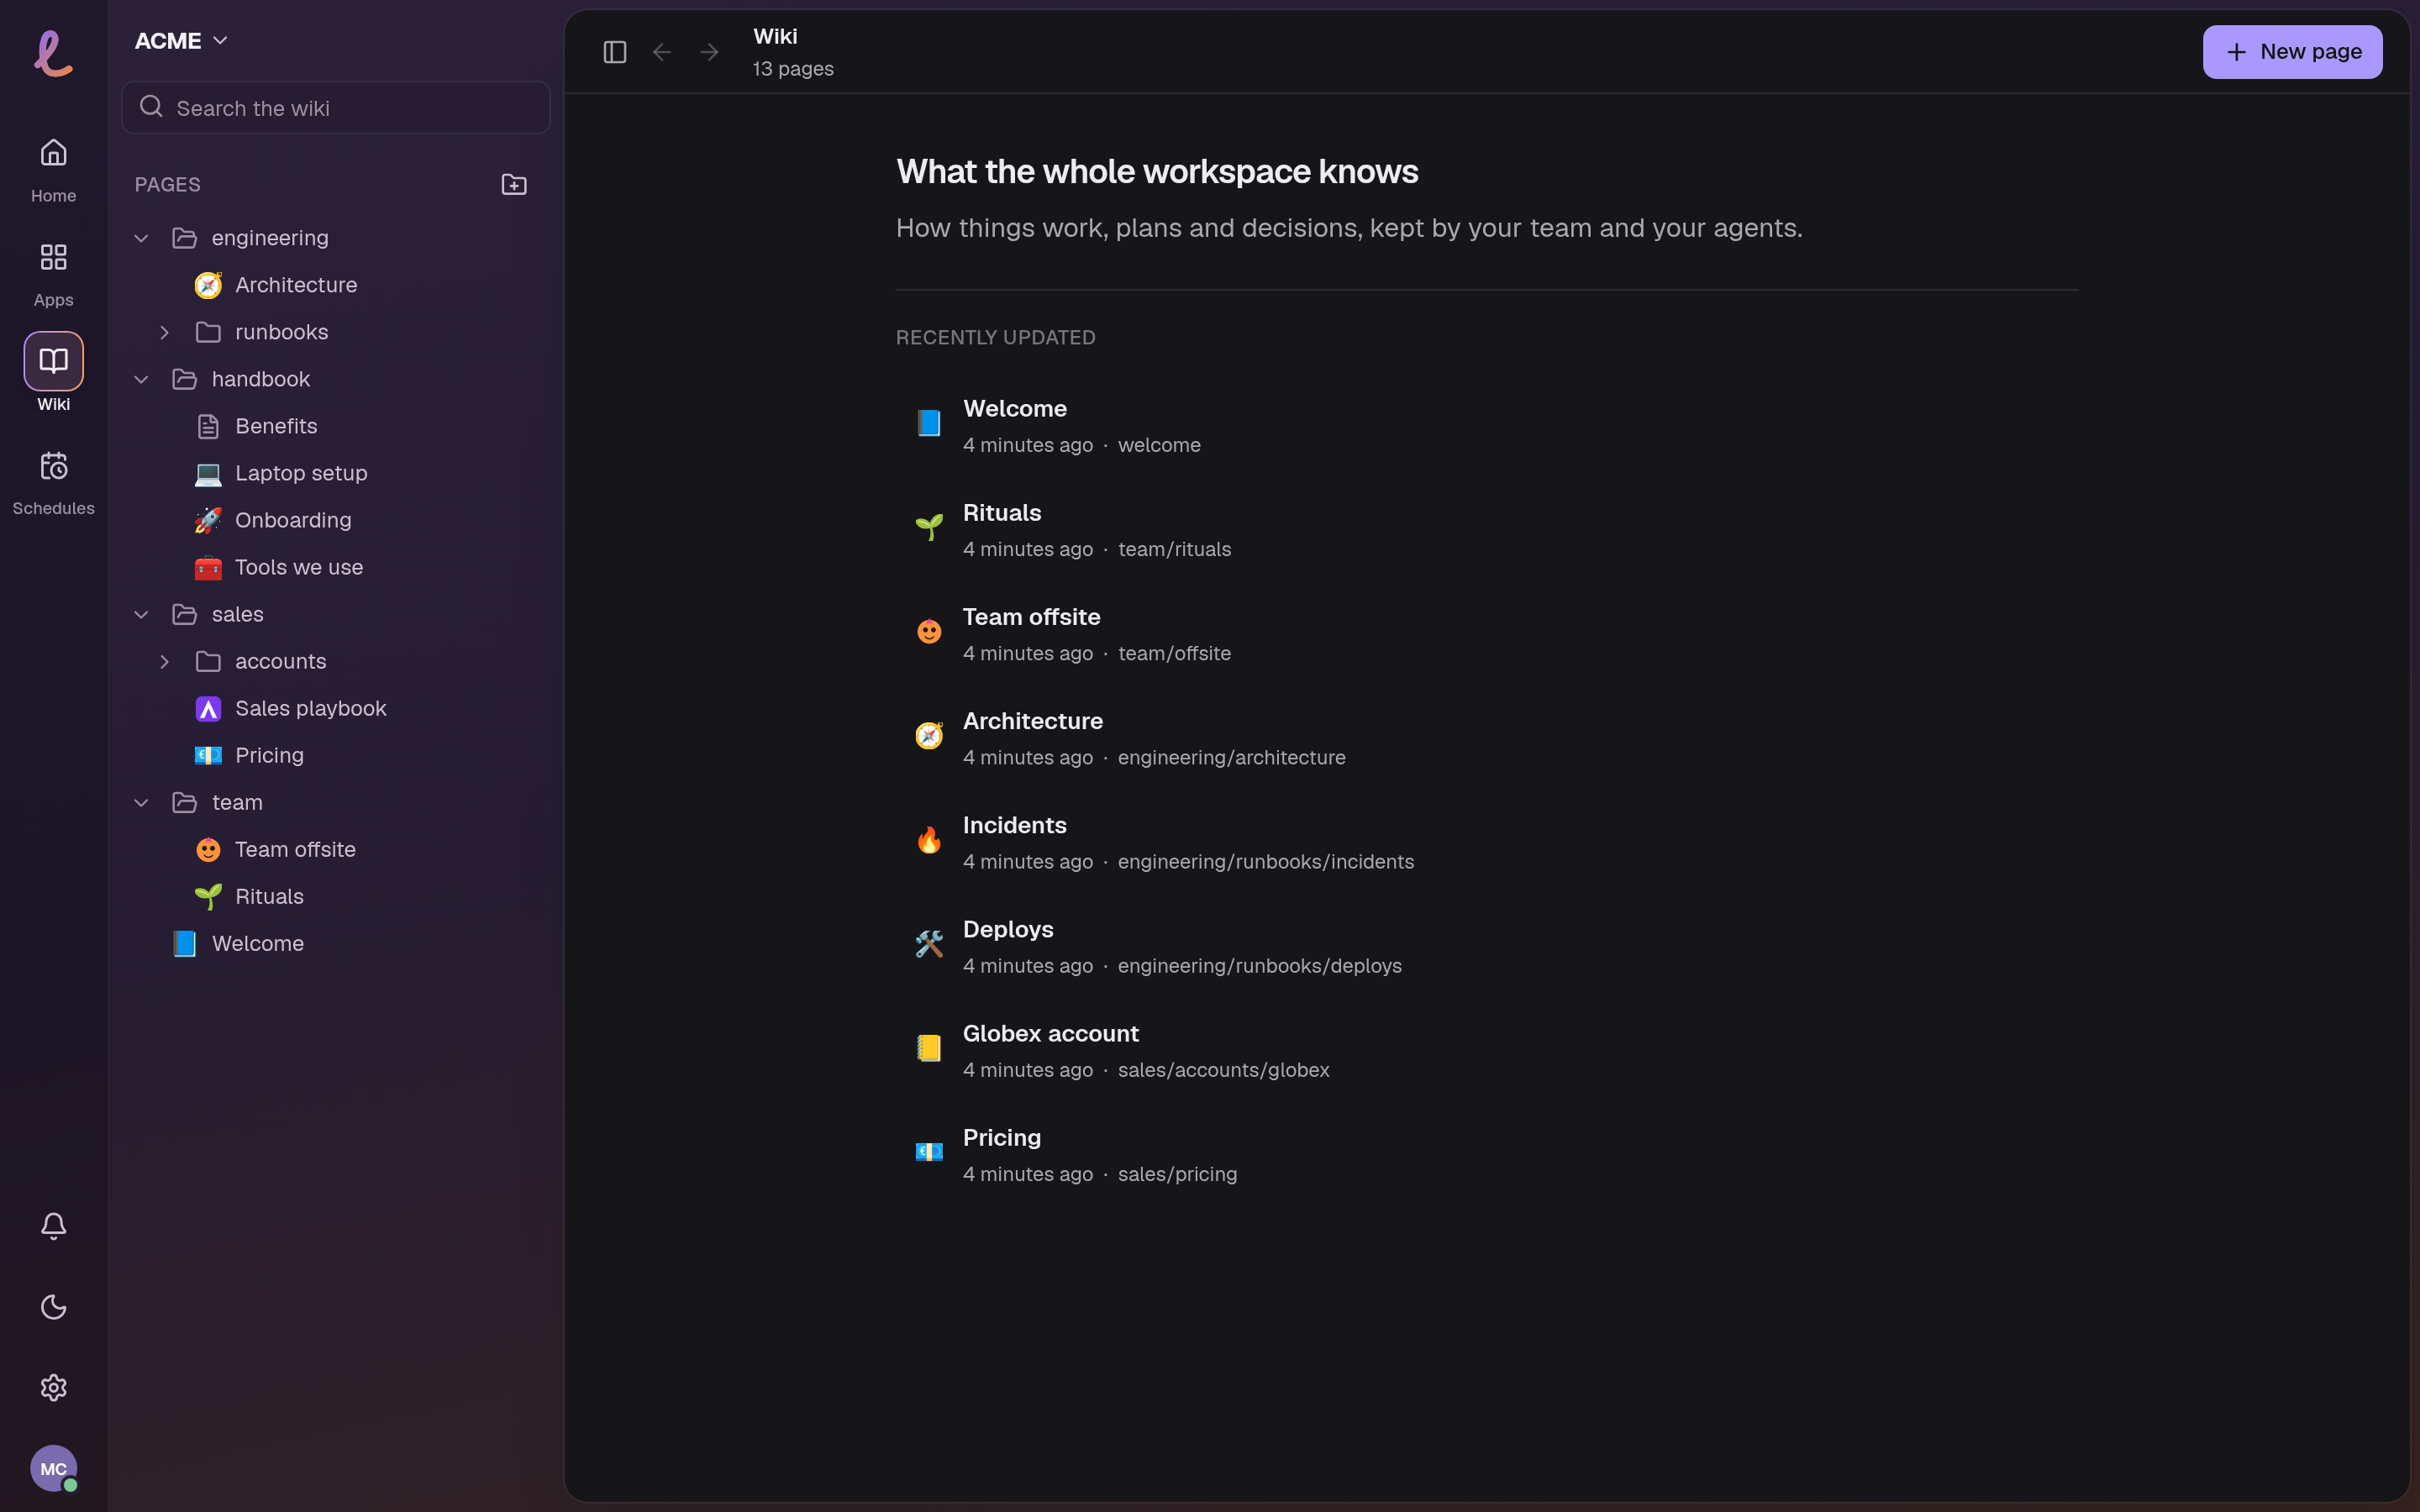 ACME
Search the wiki
PAGES
engineering
Architecture
runbooks
handbook
Benefits
Laptop setup
Onboarding
Tools we use
sales
accounts
Sales playbook
Pricing
team
Team offsite
Rituals
Welcome
Home
Apps
Wiki
Schedules
MC
Wiki
13 pages
New page
What the whole workspace knows
How things work, plans and decisions, kept by your team and your agents.
RECENTLY UPDATED
Welcome
4 minutes ago · welcome
Rituals
4 minutes ago · team/rituals
Team offsite
4 minutes ago · team/offsite
Architecture
4 minutes ago · engineering/architecture
Incidents
4 minutes ago · engineering/runbooks/incidents
Deploys
4 minutes ago · engineering/runbooks/deploys
Globex account
4 minutes ago · sales/accounts/globex
Pricing
4 minutes ago · sales/pricing